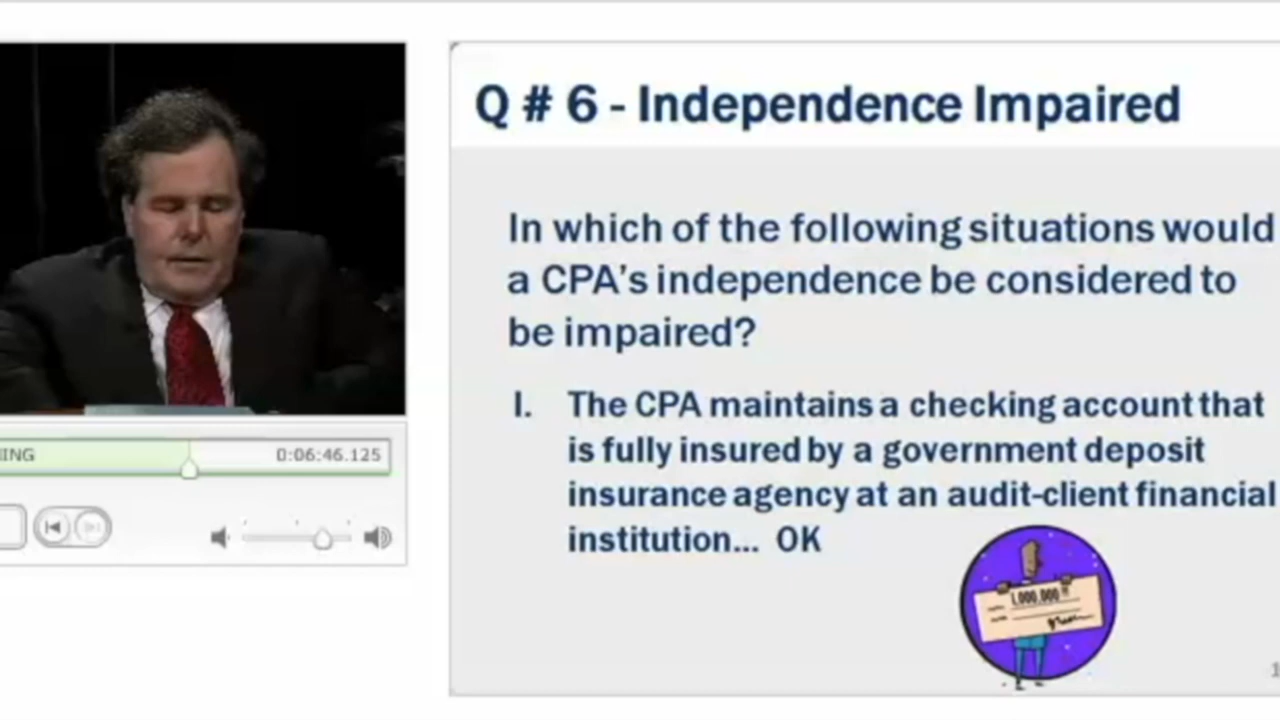 Q # 6 - Independence Impaired
In which of the following situations would
a CPA's independence be considered to
be impaired?
I. The CPA maintains a checking account that
is fully insured by a government deposit
insurance agency at an audit-client financial
institution... OK
1,000,000!!
ING
0:06:46.125
1